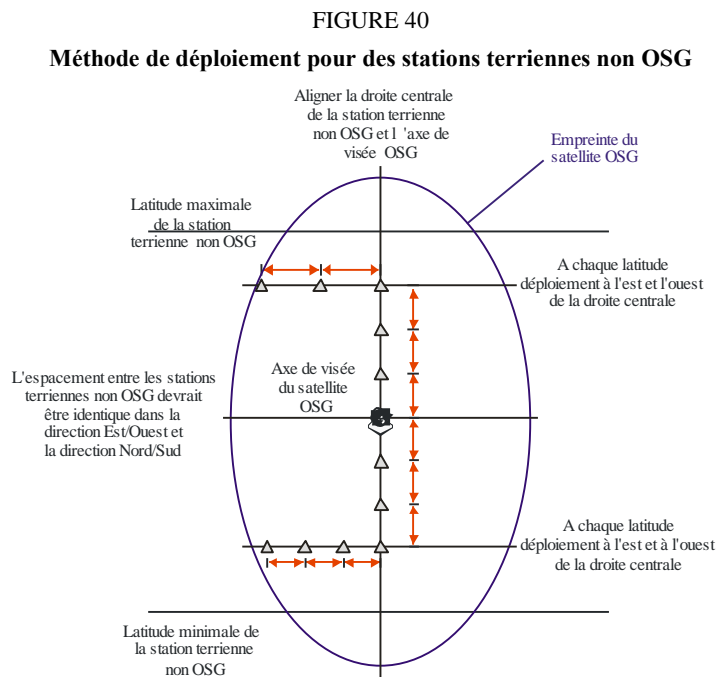 FIGURE 40
Méthode de déploiement pour des stations terriennes non OSG
Aligner la droite centrale
de la station terrienne
non OSG et l 'axe de
visée OSG
Empreinte du
satellite OSG
Latitude maximale
de la station
terrienne non OSG
A chaque latitude
déploiement à l'est et l'ouest
de la droite centrale
L'espacement entre les stations
terriennes non OSG devrait
être identique dans la
direction Est/Ouest et
la direction Nord/Sud
Axe de visée
du satellite
OSG
A chaque latitude
déploiement à l'est et à l'ouest
de la droite centrale
Latitude minimale de
la station terrienne
non OSG